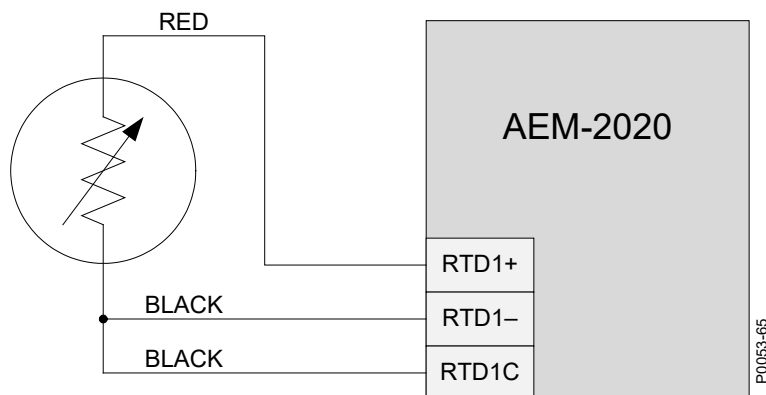 RED
AEM-2020
RTD1+
BLACK
RTD1–
BLACK
RTD1C
P0053-65